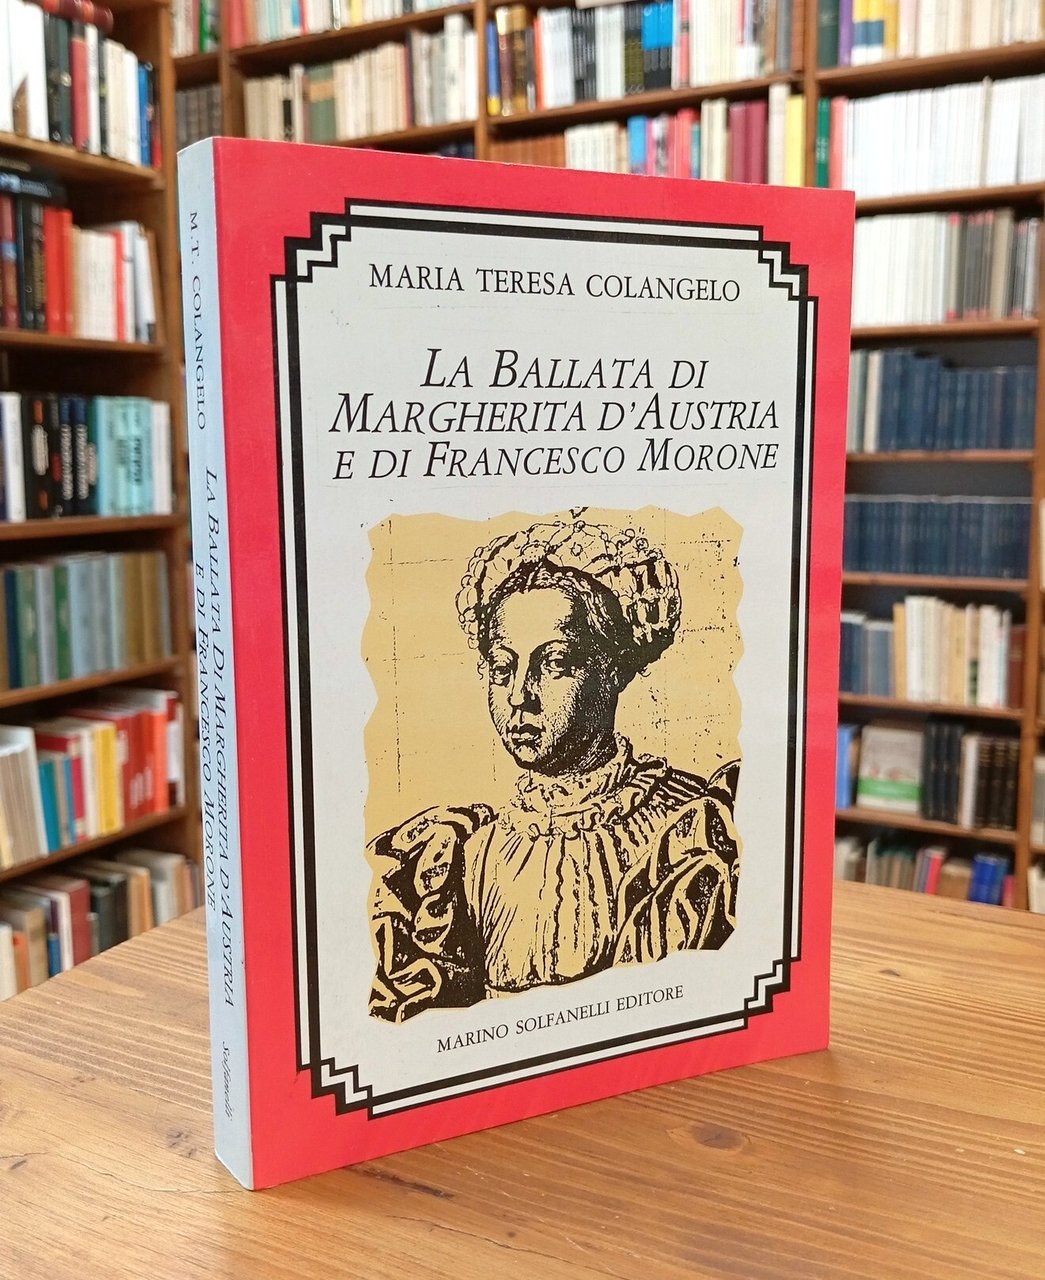 MARIA TERESA COLANGELO
LA BALLATA DI
MARGHERITA D'AUSTRIA
E DI FRANCESCO MORONE
MARINO SOLFANELLI EDITORE
M.T. COLANGELO
LA BALLATA DI MARGHERITA D'AUSTRIA
E DI FRANCESCO MORONE
Solfanelli